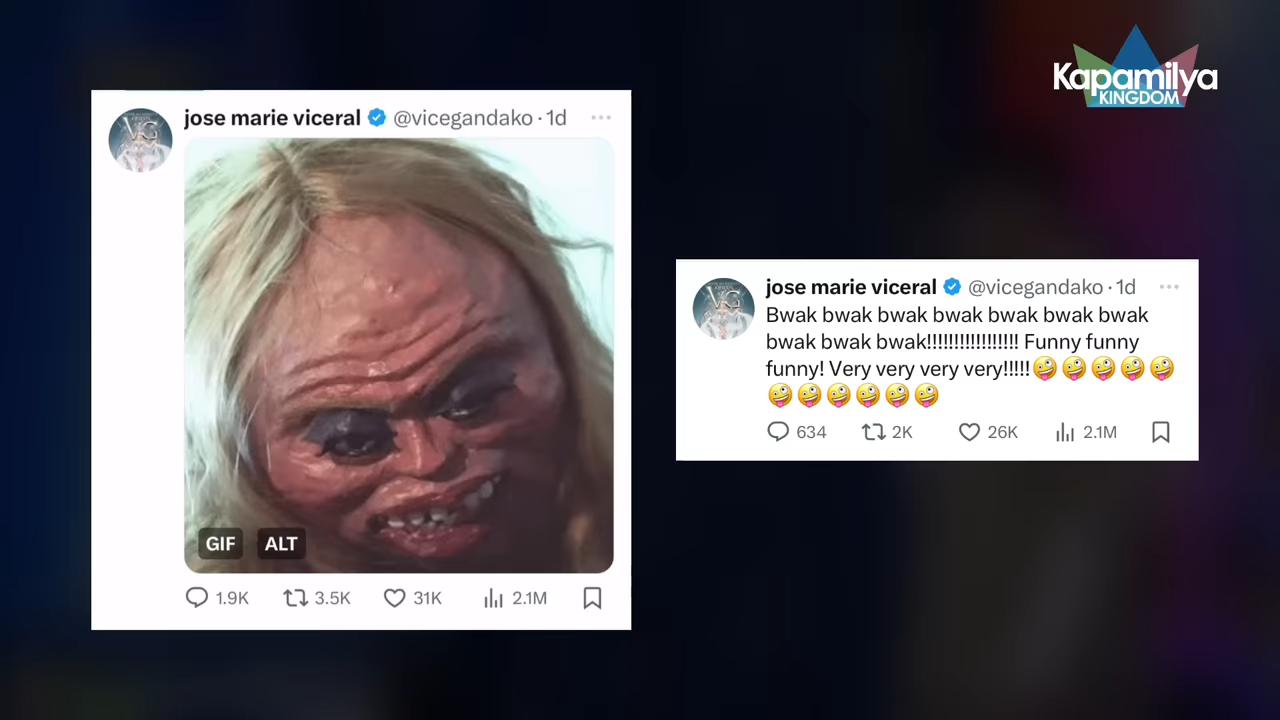 Kapamilya
KINGDOM
jose marie viceral @vicegandako · 1d
GIF ALT
1.9K 3.5K 31K 2.1M
jose marie viceral @vicegandako · 1d
Bwak bwak bwak bwak bwak bwak bwak
bwak bwak bwak!!!!!!!!!!!!!!!!! Funny funny
funny! Very very very very!!!!!🤪🤪🤪🤪🤪
🤪🤪🤪🤪🤪🤪
634 2K 26K 2.1M